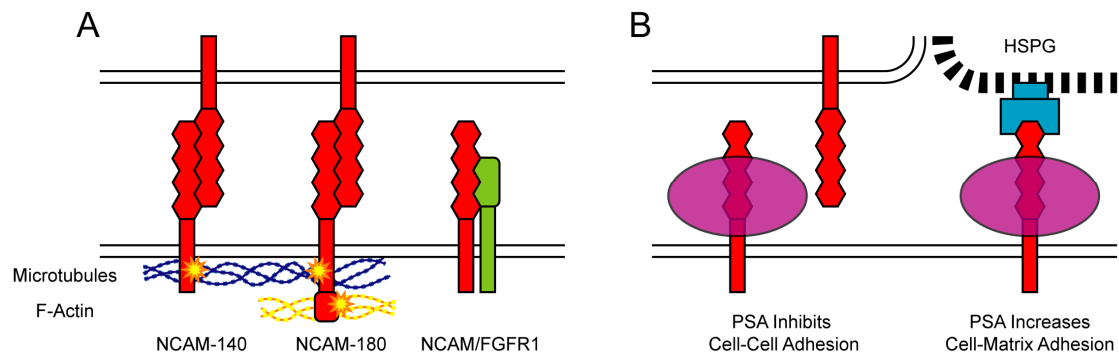 A
B
HSPG
Microtubules
F-Actin
NCAM-140
NCAM-180
NCAM/FGFR1
PSA Inhibits
Cell-Cell Adhesion
PSA Increases
Cell-Matrix Adhesion